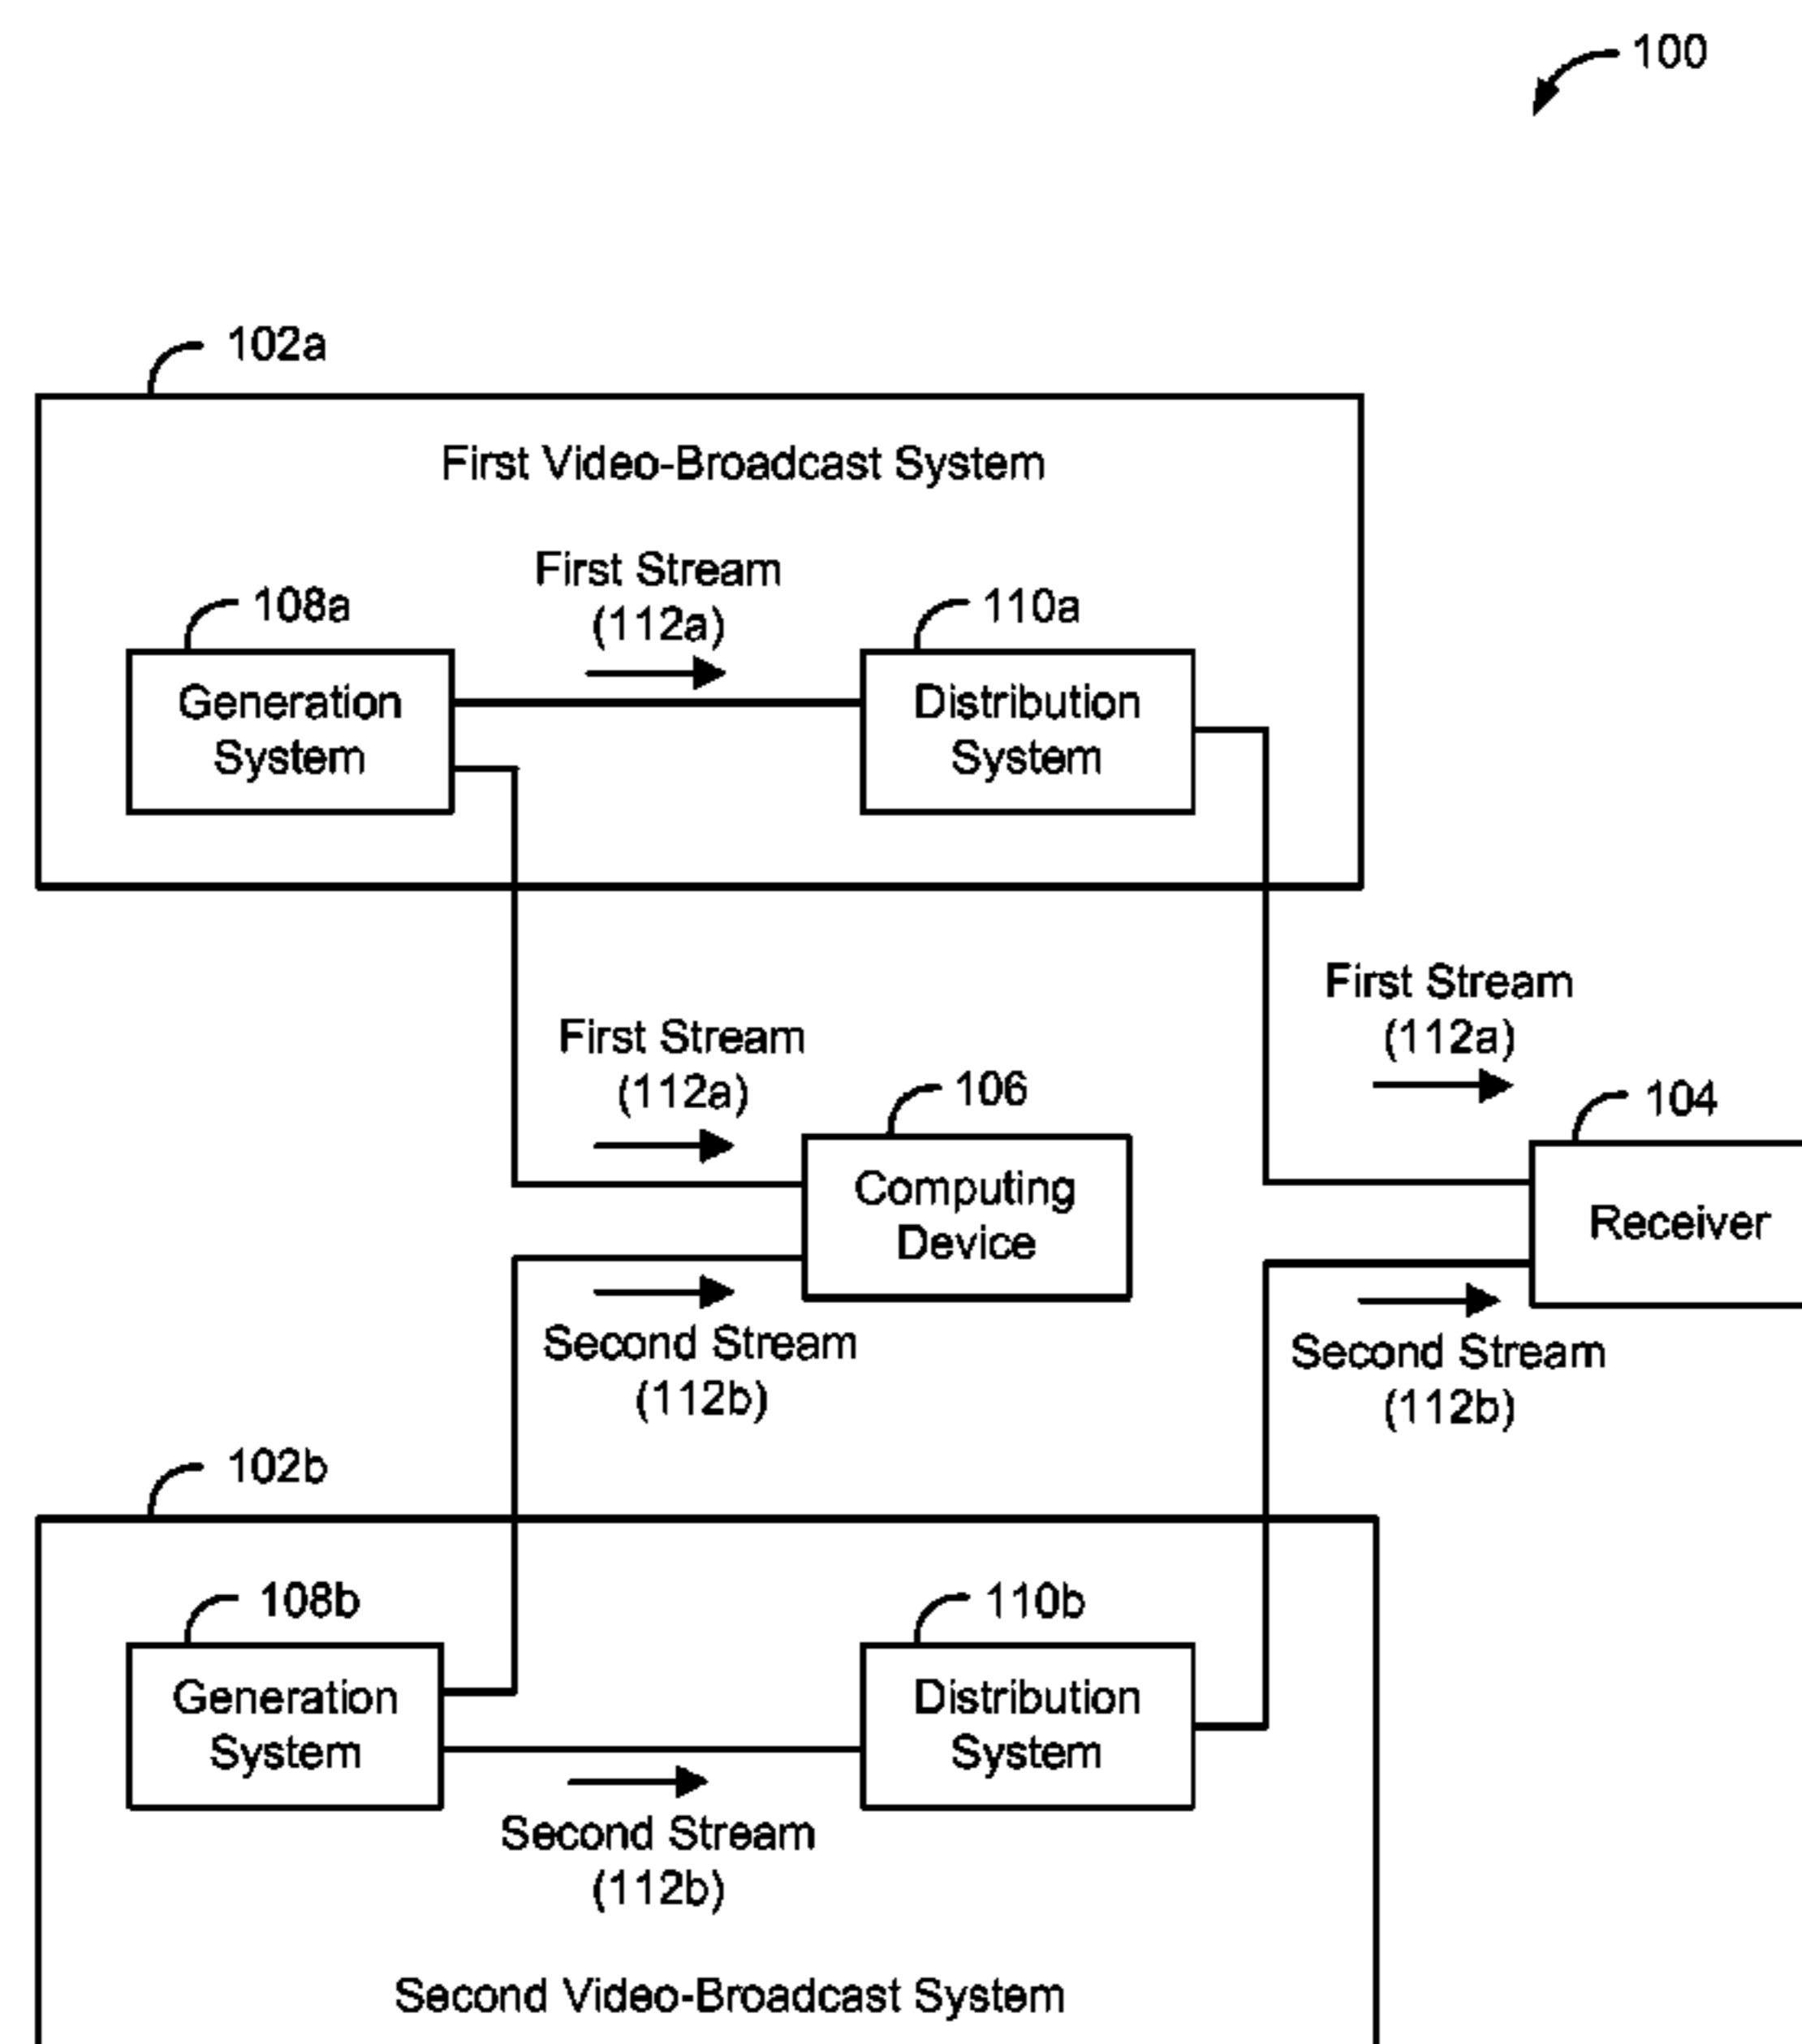 100
102a
First Video-Broadcast System
First Stream
(112a)
108a
110a
Generation
System
Distribution
System
First Stream
(112a)
First Stream
(112a)
106
104
Computing
Device
Receiver
Second Stream
(112b)
Second Stream
(112b)
102b
108b
110b
Generation
System
Distribution
System
Second Stream
(112b)
Second Video-Broadcast System